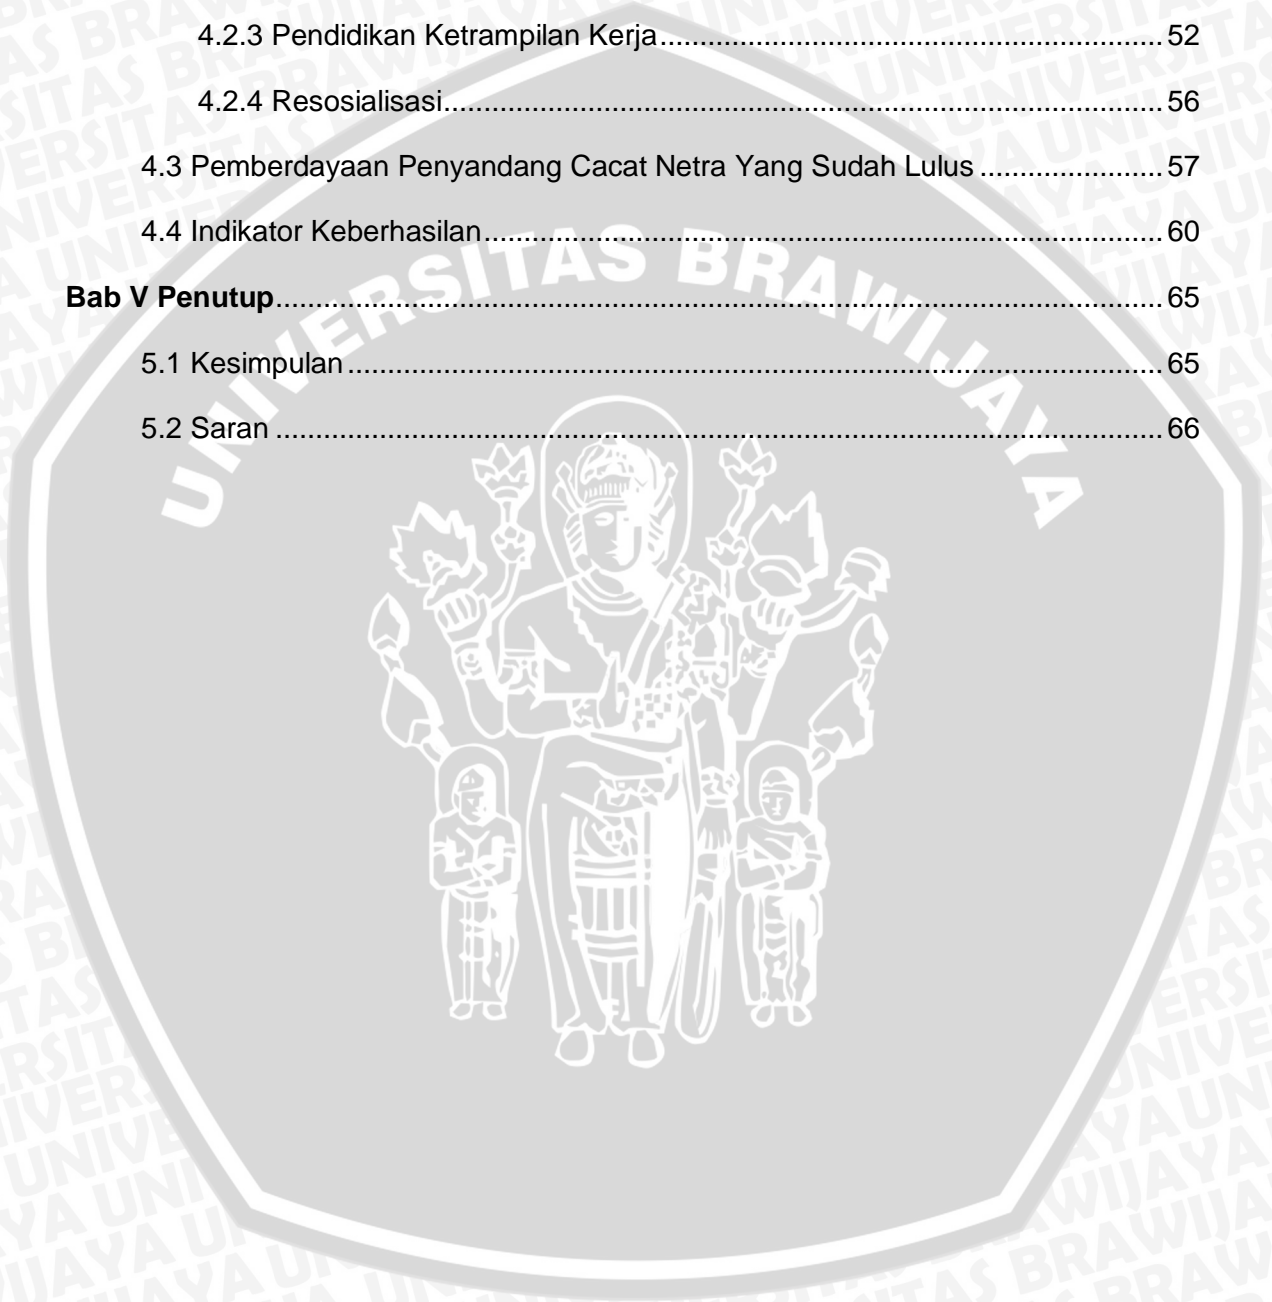 4.2.3 Pendidikan Ketrampilan Kerja............................................................... 52
4.2.4 Resosialisasi.......................................................................................... 56
4.3 Pemberdayaan Penyandang Cacat Netra Yang Sudah Lulus ....................... 57
4.4 Indikator Keberhasilan..................................................................................... 60
Bab V Penutup............................................................................................................... 65
5.1 Kesimpulan...................................................................................................... 65
5.2 Saran ............................................................................................................... 66
UNIVERSITAS BRAWIJAYA